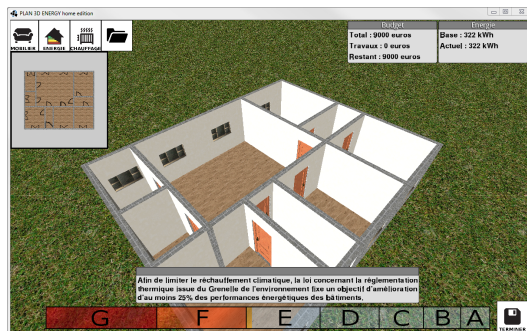 PLAN 3D ENERGY home edition
MOBILIER ENERGIE CHAUFFAGE
Budget
Total : 9000 euros
Travaux : 0 euros
Restant : 9000 euros
Energie
Base : 322 kWh
Actuel : 322 kWh
Afin de limiter le réchauffement climatique, la loi concernant la règlementation
thermique issue du Grenelle de l'environnement fixe un objectif d'amélioration
d'au moins 25% des performances énergétiques des bâtiments.
G F E D C B A
TERMINER